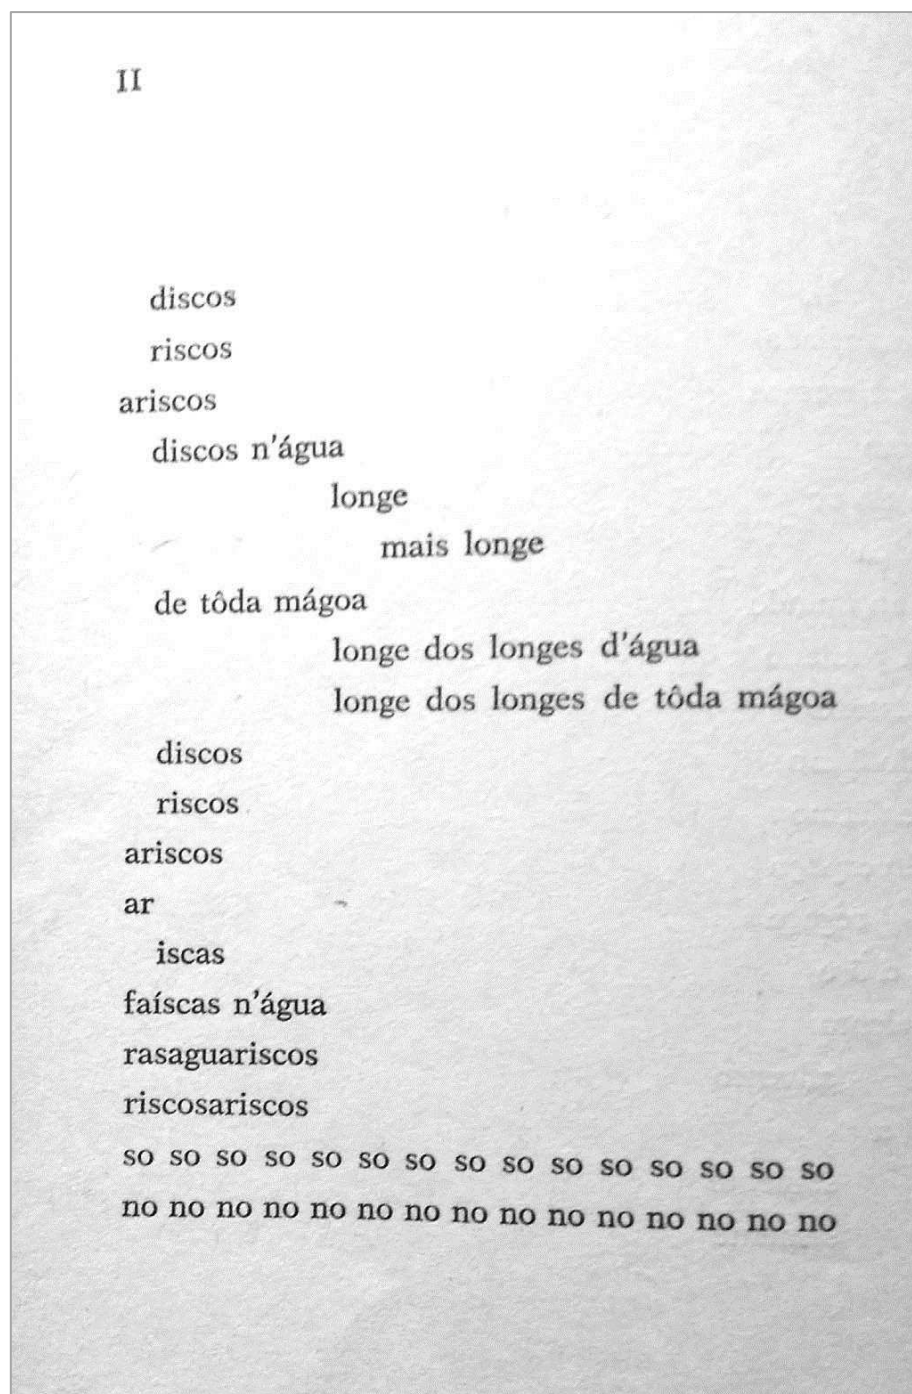 II
discos
riscos
ariscos
discos n'água
longe
mais longe
de tôda mágoa
longe dos longes d'água
longe dos longes de tôda mágoa
discos
riscos
ariscos
ar
iscas
faíscas n'água
rasaguariscos
riscosariscos
so so so so so so so so so so so so so so so
no no no no no no no no no no no no no no no